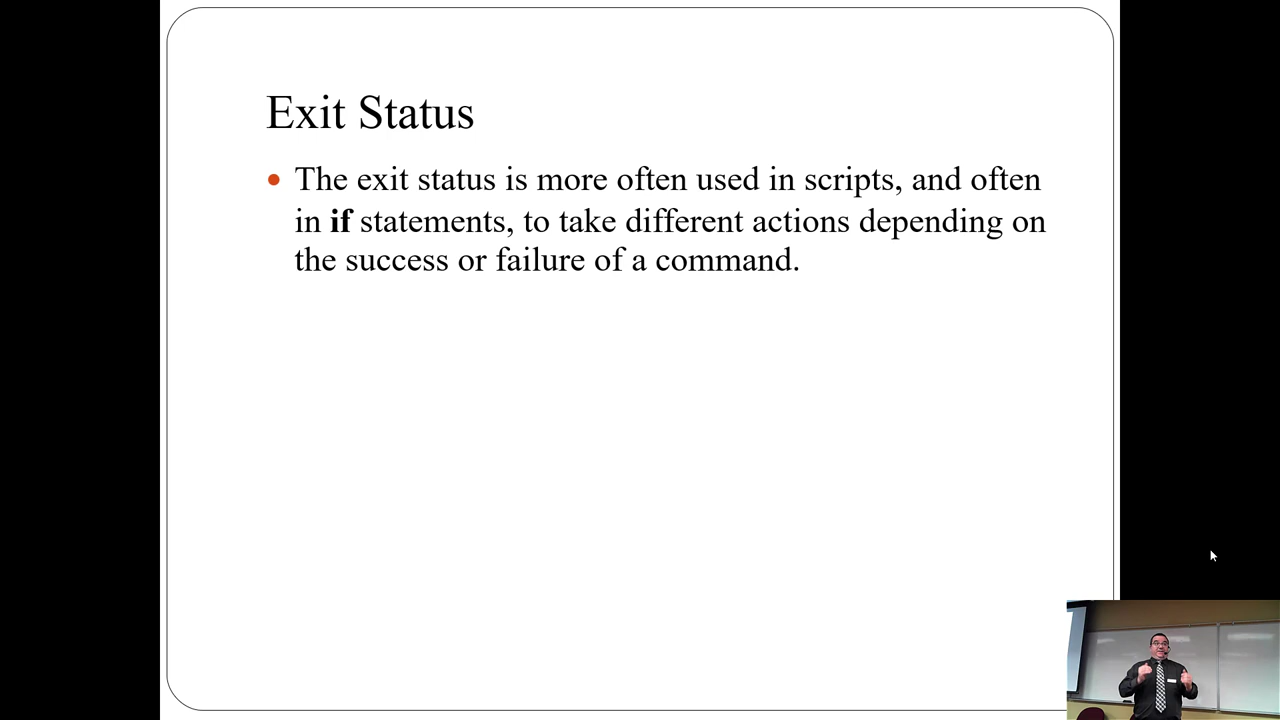 Exit Status
The exit status is more often used in scripts, and often
in if statements, to take different actions depending on
the success or failure of a command.